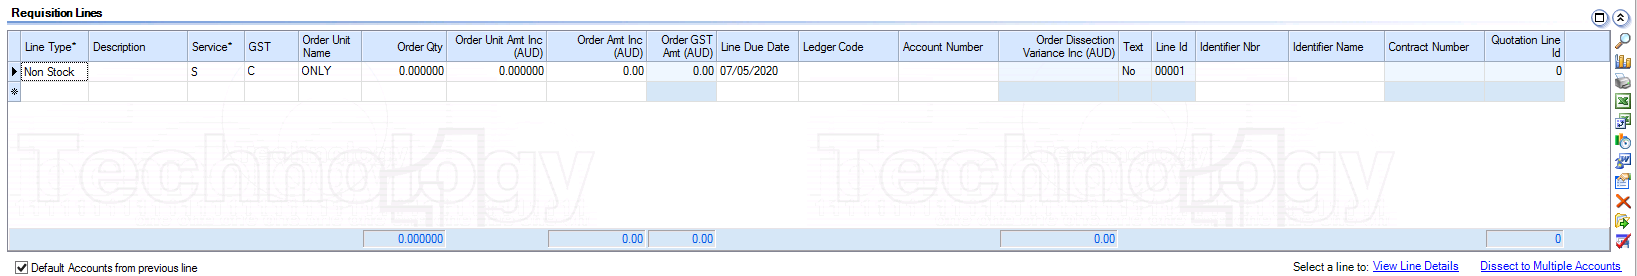 Requisition Lines
Line Type* Description Service* GST Order Unit Name Order Qty Order Unit Amt Inc (AUD) Order Amt Inc (AUD) Order GST Amt (AUD) Line Due Date Ledger Code Account Number Order Dissection Variance Inc (AUD) Text Line Id Identifier Nbr Identifier Name Contract Number Quotation Line Id
Non Stock S C ONLY 0.000000 0.000000 0.00 0.00 07/05/2020 No 00001 0
Technology1 Technology1
0.000000 0.00 0.00 0.00 0
Default Accounts from previous line Select a line to: View Line Details Dissect to Multiple Accounts